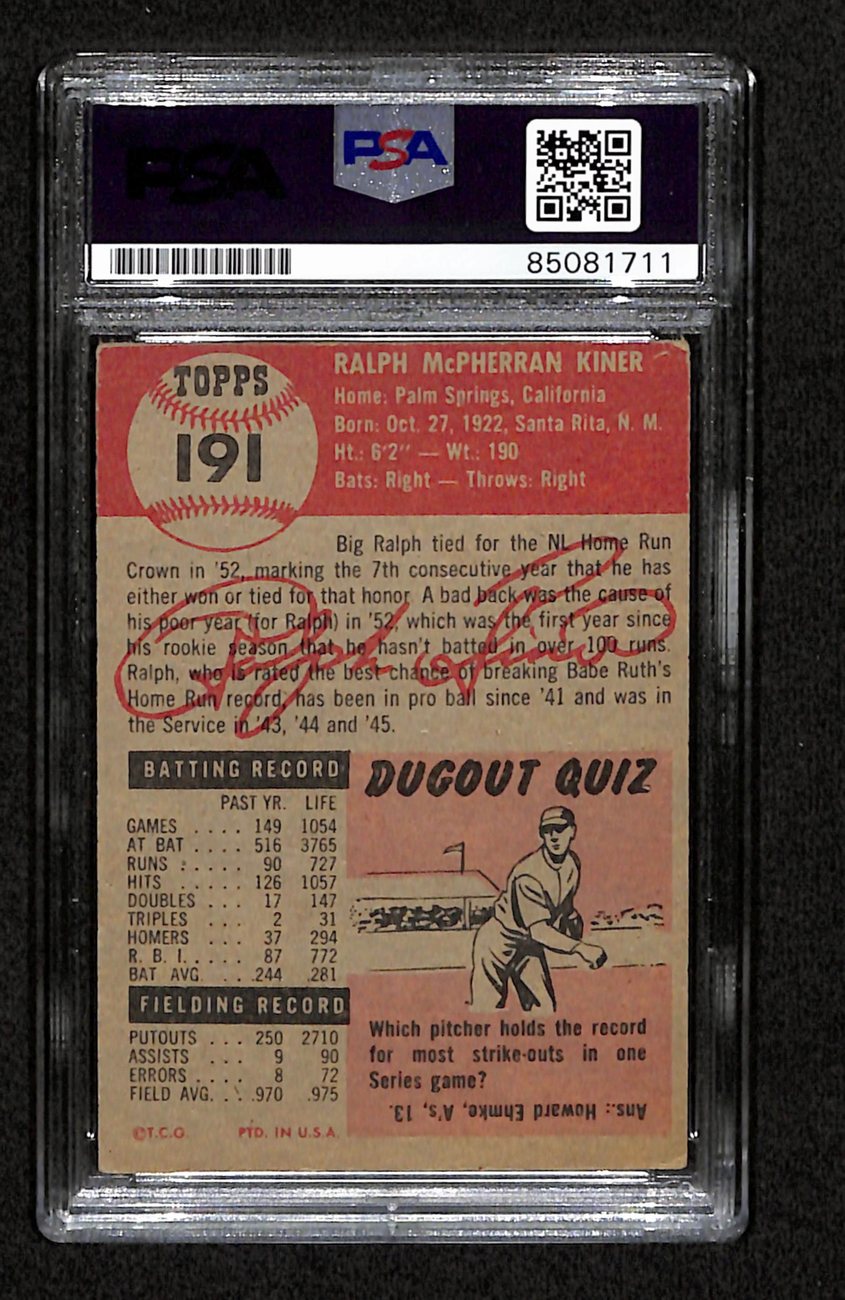 PSA
PSA
85081711
TOPPS
191
RALPH McPHERRAN KINER
Home: Palm Springs, California
Born: Oct. 27, 1922, Santa Rita, N. M.
Ht.: 6'2" — Wt.: 190
Bats: Right — Throws: Right
Big Ralph tied for the NL Home Run
Crown in '52, marking the 7th consecutive year that he has
either won or tied for that honor. A bad back was the cause of
his poor year (for Ralph) in '52, which was the first year since
his rookie season that he hasn't batted in over 100 runs.
Ralph, who is rated the best chance of breaking Babe Ruth's
Home Run record, has been in pro ball since '41 and was in
the Service in '43, '44 and '45.
Ralph Kiner
BATTING RECORD
PAST YR. LIFE
GAMES .... 149 1054
AT BAT .... 516 3765
RUNS ..... 90 727
HITS ..... 126 1057
DOUBLES ... 17 147
TRIPLES ... 2 31
HOMERS ... 37 294
R. B. I. .... 87 772
BAT AVG. ... .244 .281
FIELDING RECORD
PUTOUTS ... 250 2710
ASSISTS ... 9 90
ERRORS .... 8 72
FIELD AVG. ... .970 .975
©T.C.G. PTD. IN U.S.A.
DUGOUT QUIZ
Which pitcher holds the record
for most strike-outs in one
Series game?
Ans.: Howard Ehmke, A's, 13.